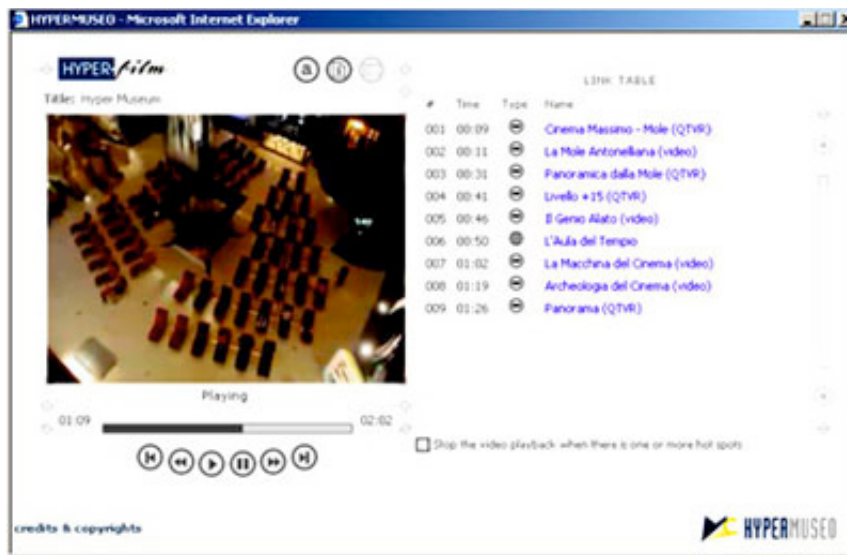 HYPERMUSEO - Microsoft Internet Explorer
HYPER-film
a
i
Title: Hyper Museum
LINK TABLE
# Time Type Name
001 00:09 Cinema Massimo - Mole (QTVR)
002 00:11 La Mole Antonelliana (video)
003 00:31 Panoramica dalla Mole (QTVR)
004 00:41 Livello +15 (QTVR)
005 00:46 Il Genio Alato (video)
006 00:50 L'Aula del Tempio
007 01:02 La Macchina del Cinema (video)
008 01:19 Archeologia del Cinema (video)
009 01:26 Panorama (QTVR)
Playing
01:09 02:02
Stop the video playback when there is one or more hot spots
credits & copyrights
HYPERMUSEO